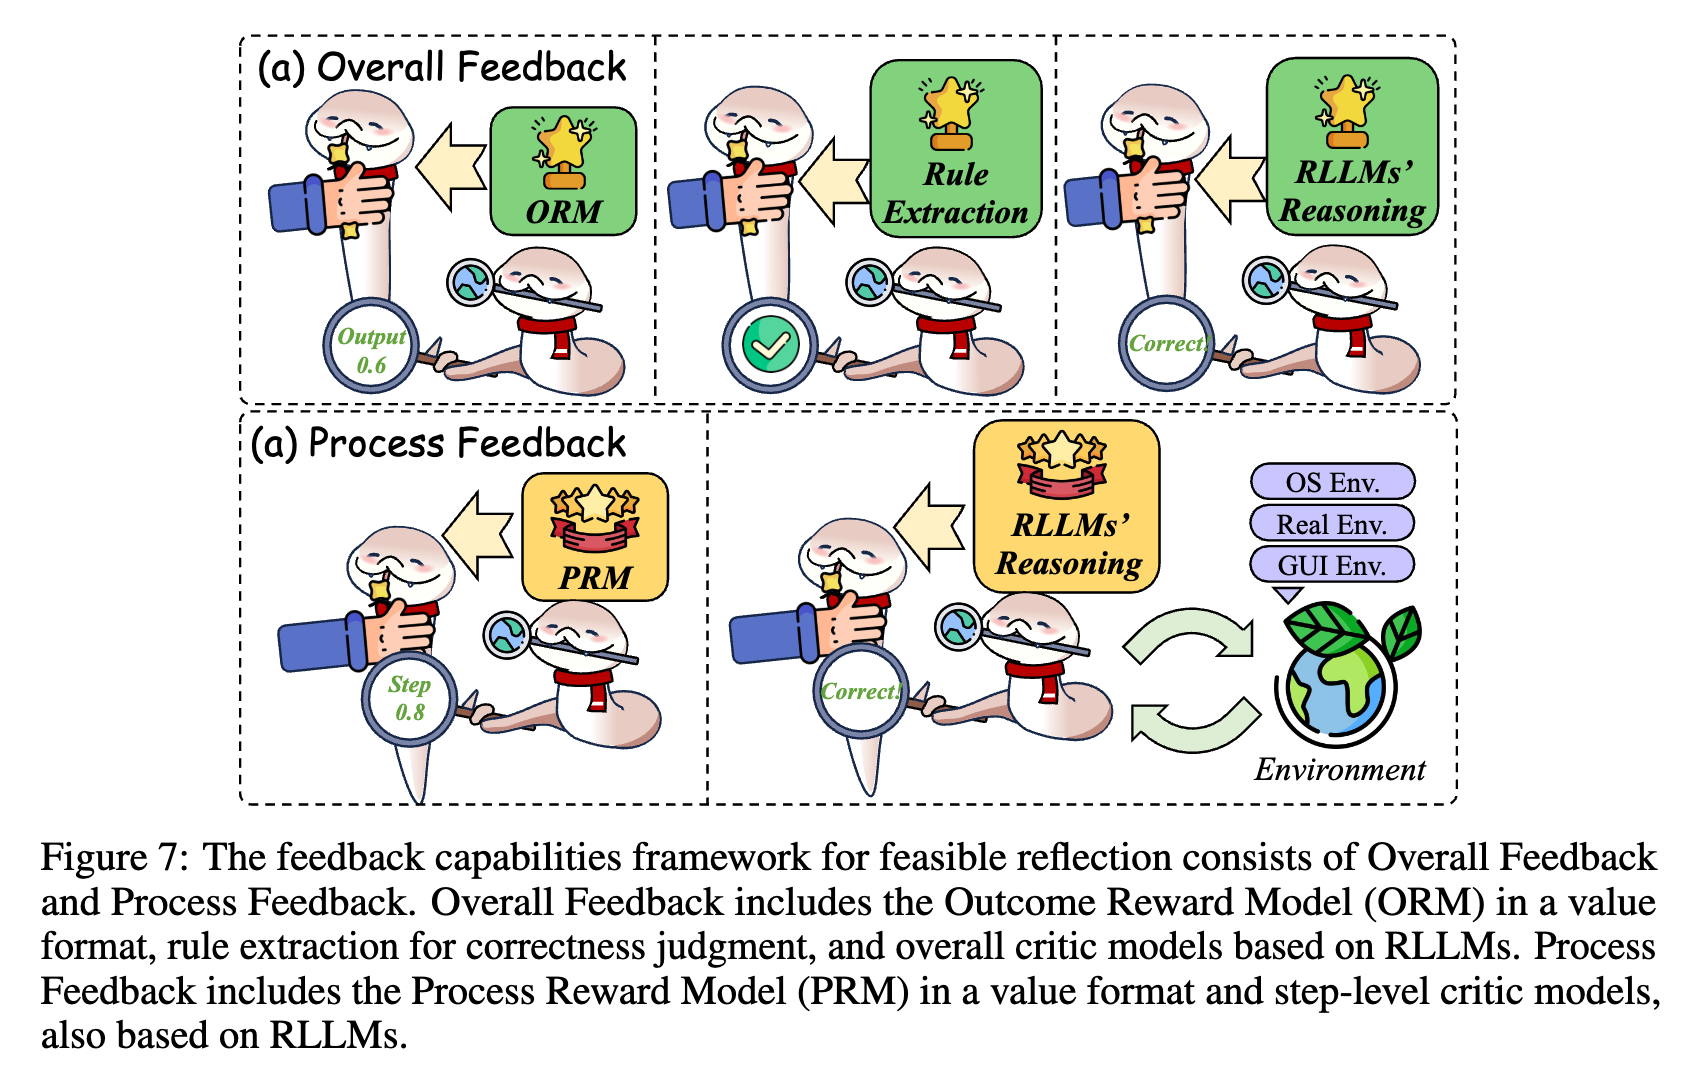 (a) Overall Feedback
ORM
Output
0.6
Rule
Extraction
RLLMs’
Reasoning
Correct!
(a) Process Feedback
PRM
Step
0.8
RLLMs’
Reasoning
Correct!
OS Env.
Real Env.
GUI Env.
Environment
Figure 7: The feedback capabilities framework for feasible reflection consists of Overall Feedback
and Process Feedback. Overall Feedback includes the Outcome Reward Model (ORM) in a value
format, rule extraction for correctness judgment, and overall critic models based on RLLMs. Process
Feedback includes the Process Reward Model (PRM) in a value format and step-level critic models,
also based on RLLMs.